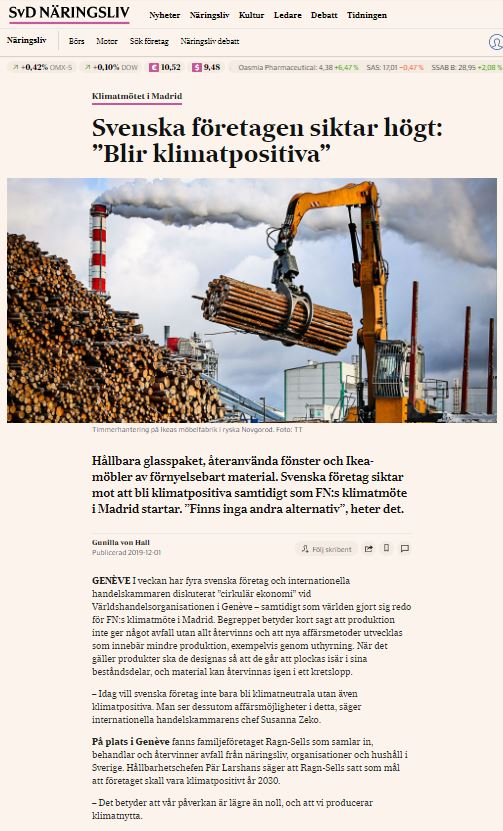 SvD NÄRINGSLIV
Nyheter Näringsliv Kultur Ledare Debatt Tidningen
Näringsliv Börs Motor Sök företag Näringsliv debatt
↗ +0,42% OMX-S ↗ +0,10% DOW € 10,52 $ 9,48 Oasmia Pharmaceutical: 4,38 +6,47% SAS: 17,01 −0,47% SSAB B: 28,95 +2,08%
Klimatmötet i Madrid
Svenska företagen siktar högt:
”Blir klimatpositiva”
Timmerhantering på Ikeas möbelfabrik i ryska Novgorod. Foto: TT
Hållbara glasspaket, återanvända fönster och Ikea-
möbler av förnyelsebart material. Svenska företag siktar
mot att bli klimatpositiva samtidigt som FN:s klimatmöte
i Madrid startar. ”Finns inga andra alternativ”, heter det.
Gunilla von Hall
Publicerad 2019-12-01
Följ skribent
GENÈVE I veckan har fyra svenska företag och internationella
handelskammaren diskuterat ”cirkulär ekonomi” vid
Världshandelsorganisationen i Genève – samtidigt som världen gjort sig redo
för FN:s klimatmöte i Madrid. Begreppet betyder kort sagt att produktion
inte ger något avfall utan allt återvinns och att nya affärsmetoder utvecklas
som innebär mindre produktion, exempelvis genom uthyrning. När det
gäller produkter ska de designas så att de går att plockas isär i sina
beståndsdelar, och material kan återvinnas igen i ett kretslopp.
– Idag vill svenska företag inte bara bli klimatneutrala utan även
klimatpositiva. Man ser dessutom affärsmöjligheter i detta, säger
internationella handelskammarens chef Susanna Zeko.
På plats i Genève fanns familjeföretaget Ragn-Sells som samlar in,
behandlar och återvinner avfall från näringsliv, organisationer och hushåll i
Sverige. Hållbarhetschefen Pär Larshans säger att Ragn-Sells satt som mål
att företaget skall vara klimatpositivt år 2030.
– Det betyder att vår påverkan är lägre än noll, och att vi producerar
klimatnytta.